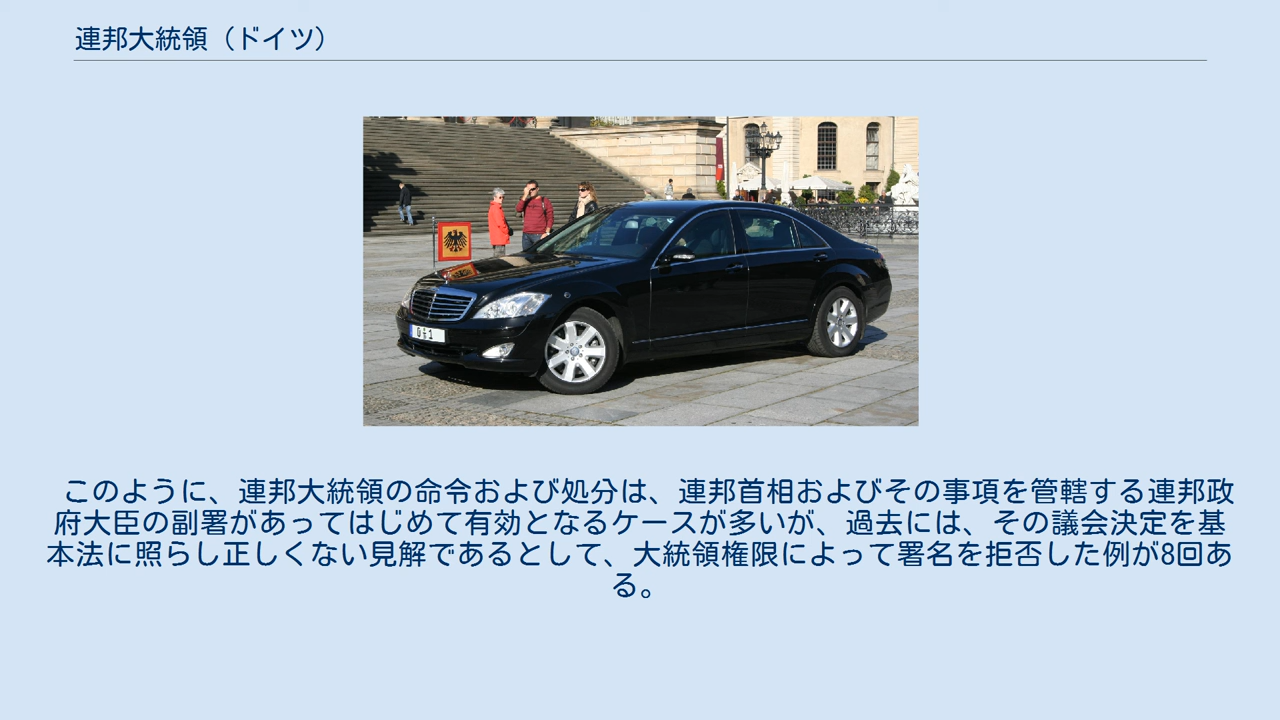 連邦大統領（ドイツ）
0-1
このように、連邦大統領の命令および処分は、連邦首相およびその事項を管轄する連邦政
府大臣の副署があってはじめて有効となるケースが多いが、過去には、その議会決定を基
本法に照らし正しくない見解であるとして、大統領権限によって署名を拒否した例が8回あ
る。